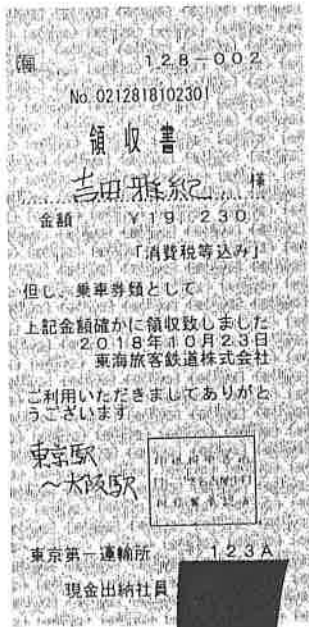 128-002
No. 0212818102301
領収書
吉田雅紀 様
金額 ¥19,230
「消費税等込み」
但し、乗車券類として
上記金額確かに領収致しました
2018年10月23日
東海旅客鉄道株式会社
ご利用いただきましてありがと
うございます
東京駅
～大阪駅
東京第一運輸所 123A
現金出納社員